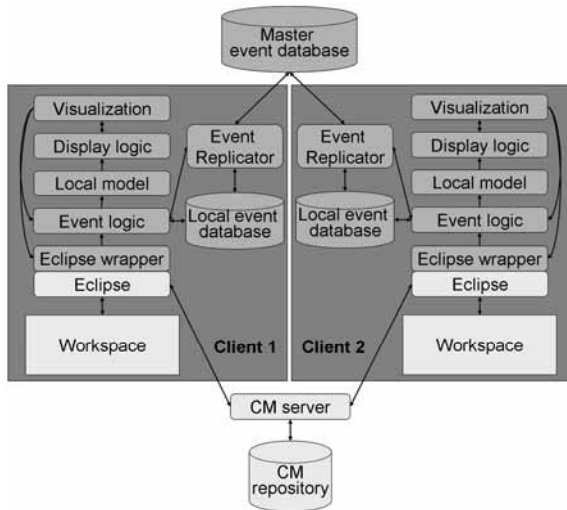 Master
event database
Visualization
Display logic
Local model
Event logic
Eclipse wrapper
Eclipse
Workspace
Event
Replicator
Local event
database
Client 1
Event
Replicator
Local event
database
Client 2
Visualization
Display logic
Local model
Event logic
Eclipse wrapper
Eclipse
Workspace
CM server
CM
repository